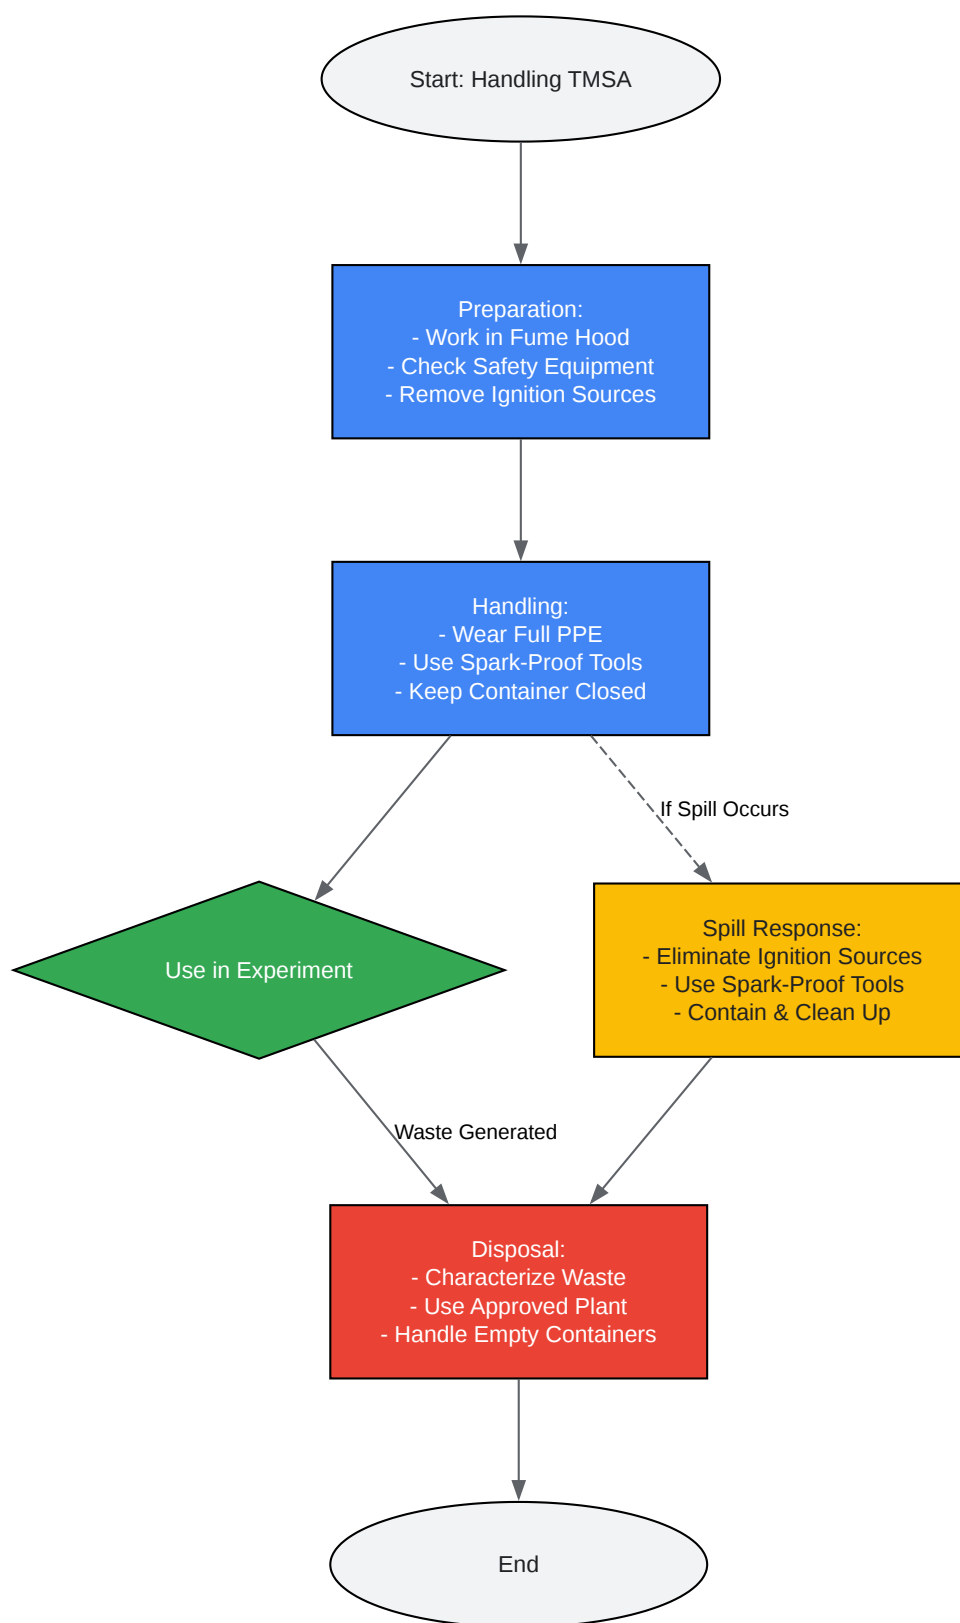 Start: Handling TMSA
Preparation:
- Work in Fume Hood
- Check Safety Equipment
- Remove Ignition Sources
Handling:
- Wear Full PPE
- Use Spark-Proof Tools
- Keep Container Closed
If Spill Occurs
Use in Experiment
Spill Response:
- Eliminate Ignition Sources
- Use Spark-Proof Tools
- Contain & Clean Up
Waste Generated
Disposal:
- Characterize Waste
- Use Approved Plant
- Handle Empty Containers
End